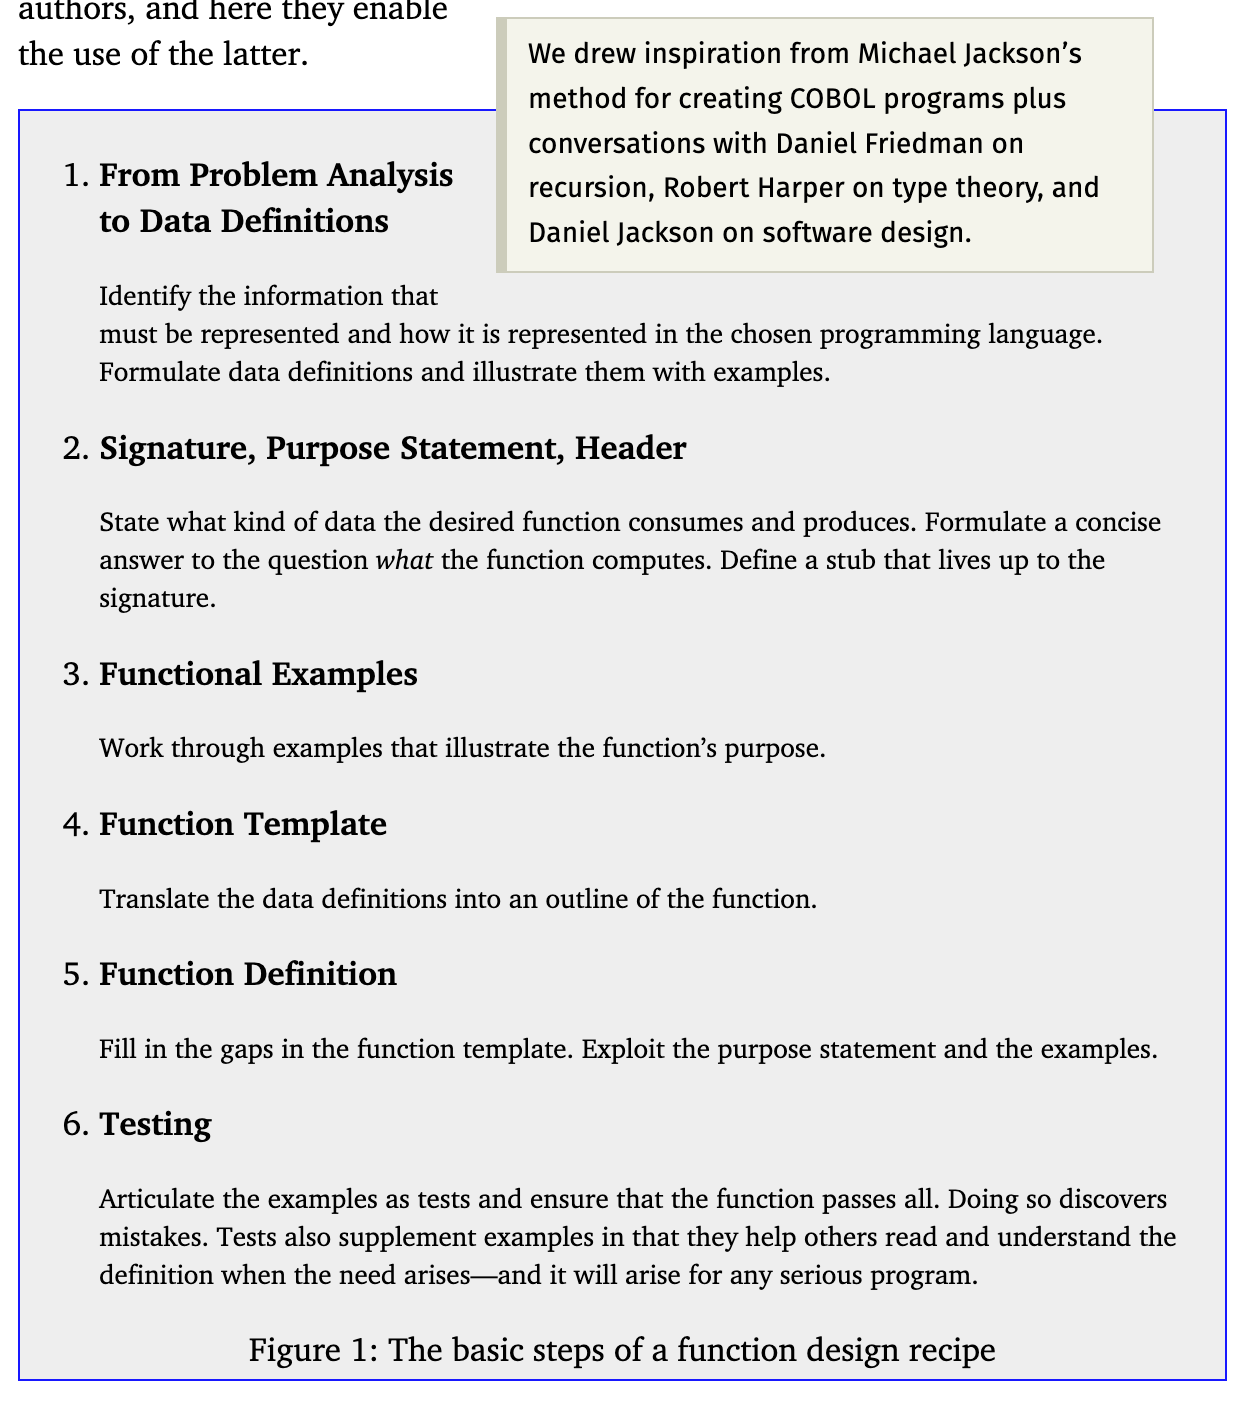 authors, and here they enable
the use of the latter.
We drew inspiration from Michael Jackson’s
method for creating COBOL programs plus
conversations with Daniel Friedman on
recursion, Robert Harper on type theory, and
Daniel Jackson on software design.
1. From Problem Analysis
to Data Definitions
Identify the information that
must be represented and how it is represented in the chosen programming language.
Formulate data definitions and illustrate them with examples.
2. Signature, Purpose Statement, Header
State what kind of data the desired function consumes and produces. Formulate a concise
answer to the question what the function computes. Define a stub that lives up to the
signature.
3. Functional Examples
Work through examples that illustrate the function’s purpose.
4. Function Template
Translate the data definitions into an outline of the function.
5. Function Definition
Fill in the gaps in the function template. Exploit the purpose statement and the examples.
6. Testing
Articulate the examples as tests and ensure that the function passes all. Doing so discovers
mistakes. Tests also supplement examples in that they help others read and understand the
definition when the need arises—and it will arise for any serious program.
Figure 1: The basic steps of a function design recipe